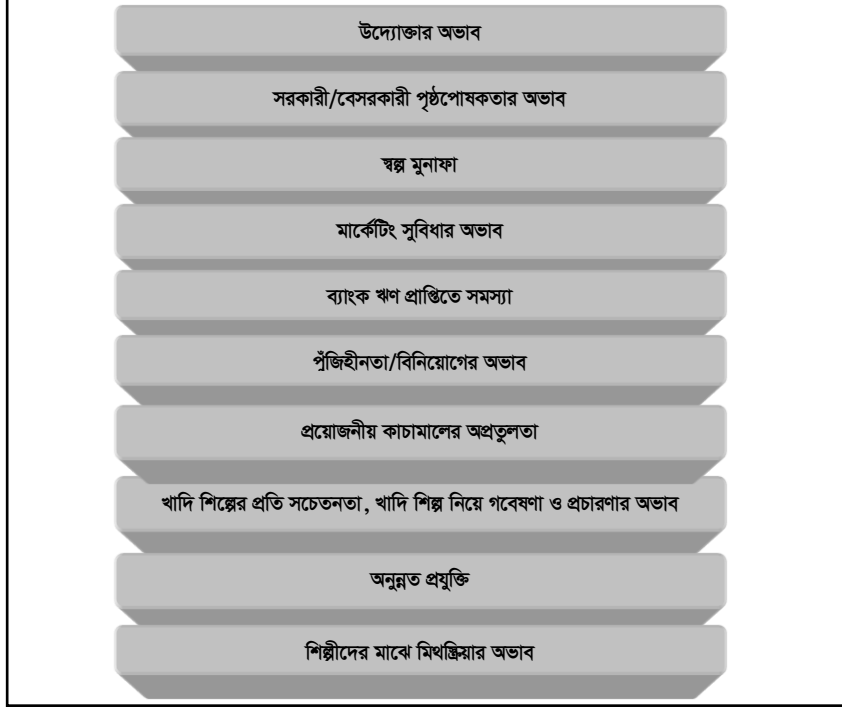 উদ্যোক্তার অভাব
সরকারী/বেসরকারী পৃষ্ঠপোষকতার অভাব
স্বল্প মুনাফা
মার্কেটিং সুবিধার অভাব
ব্যাংক ঋণ প্রাপ্তিতে সমস্যা
পুঁজিহীনতা/বিনিয়োগের অভাব
প্রয়োজনীয় কাচামালের অপ্রতুলতা
খাদি শিল্পের প্রতি সচেতনতা, খাদি শিল্প নিয়ে গবেষণা ও প্রচারণার অভাব
অনুন্নত প্রযুক্তি
শিল্পীদের মাঝে মিথষ্ক্রিয়ার অভাব